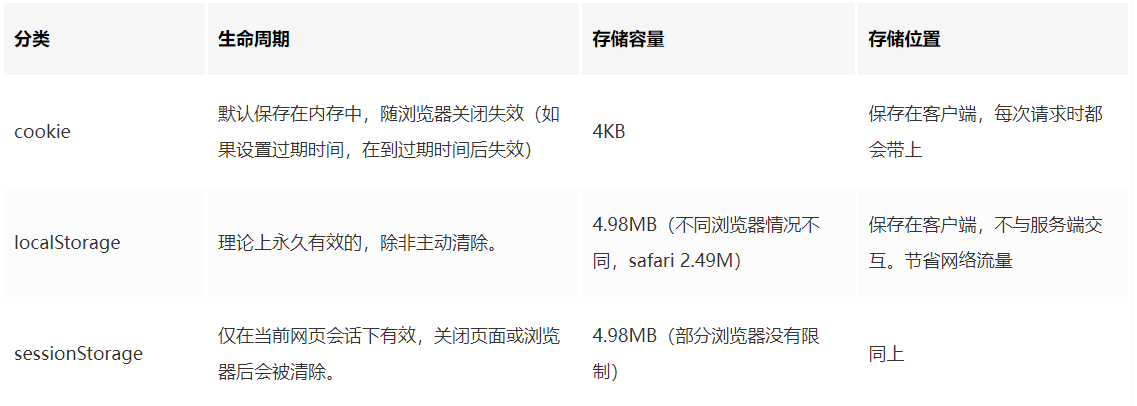 分类 生命周期 存储容量 存储位置
cookie
默认保存在内存中，随浏览器关闭失效（如
果设置过期时间，在到过期时间后失效）
4KB
保存在客户端，每次请求时都
会带上
localStorage
理论上永久有效的，除非主动清除。
4.98MB（不同浏览器情况不
同，safari 2.49M）
保存在客户端，不与服务端交
互。节省网络流量
sessionStorage
仅在当前网页会话下有效，关闭页面或浏览
器后会被清除。
4.98MB（部分浏览器没有限
制）
同上